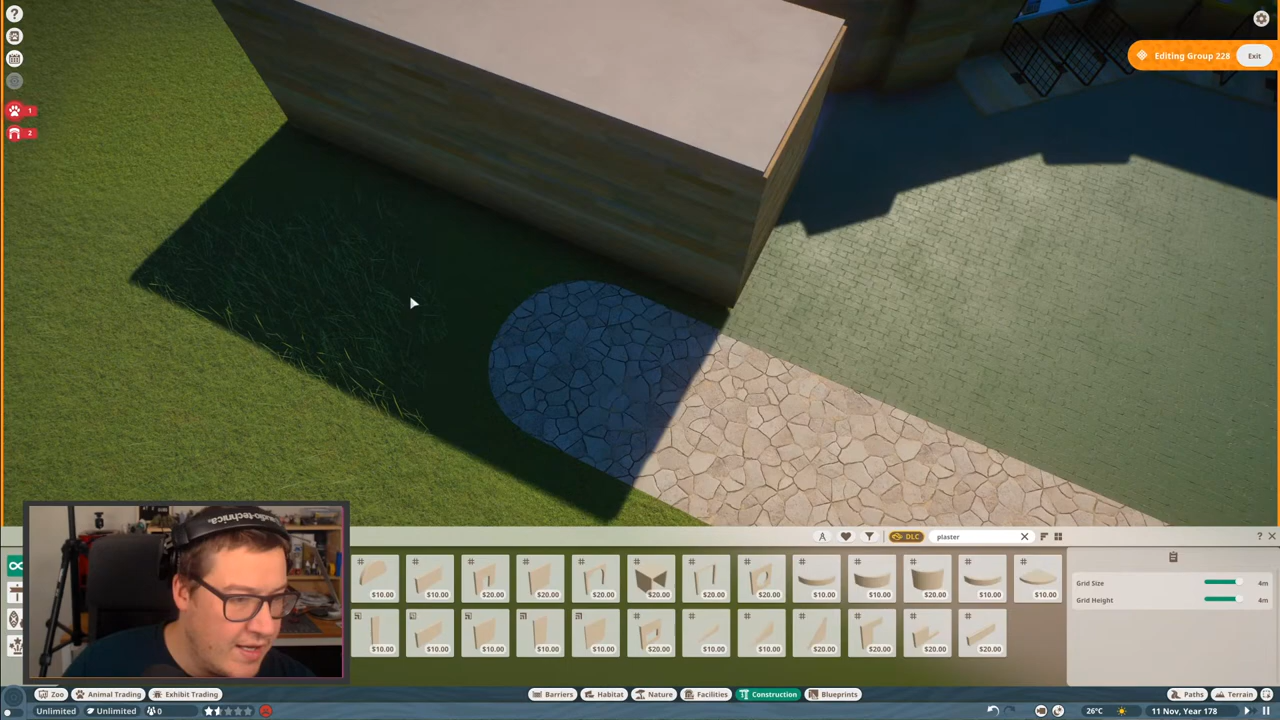 ?
Editing Group 228
Exit
1
2
audio-technica
DLC
plaster
?
$10.00
$10.00
$20.00
$20.00
$20.00
$20.00
$20.00
$20.00
$10.00
$10.00
$20.00
$10.00
$10.00
Grid Size
4m
Grid Height
4m
$10.00
$10.00
$10.00
$10.00
$10.00
$20.00
$10.00
$10.00
$20.00
$20.00
$20.00
$20.00
Zoo
Animal Trading
Exhibit Trading
Barriers
Habitat
Nature
Facilities
Construction
Blueprints
Paths
Terrain
Unlimited
Unlimited
0
26°C
11 Nov, Year 178